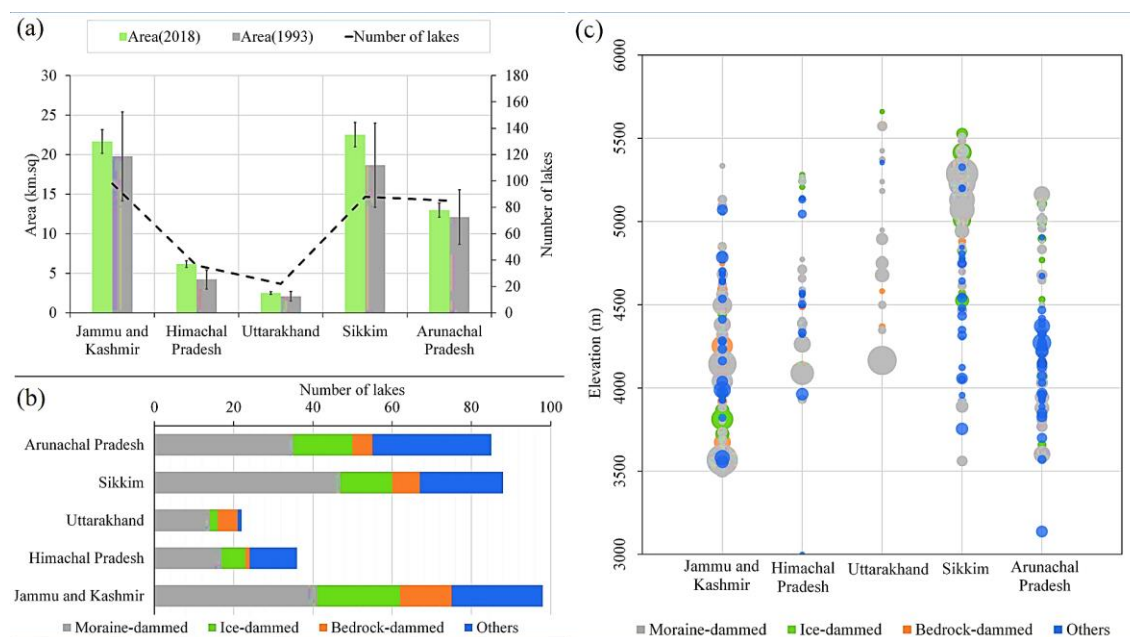 (a)
Area(2018) Area(1993) Number of lakes
Area (km.sq)
30
25
20
15
10
5
0
180
160
140
120
100
80
60
40
20
0
Number of lakes
Jammu and Kashmir
Himachal Pradesh
Uttarakhand
Sikkim
Arunachal Pradesh
(b)
Number of lakes
0 20 40 60 80 100
Arunachal Pradesh
Sikkim
Uttarakhand
Himachal Pradesh
Jammu and Kashmir
Moraine-dammed Ice-dammed Bedrock-dammed Others
(c)
Elevation (m)
6000
5500
5000
4500
4000
3500
3000
Jammu and Kashmir
Himachal Pradesh
Uttarakhand
Sikkim
Arunachal Pradesh
Moraine-dammed Ice-dammed Bedrock-dammed Others